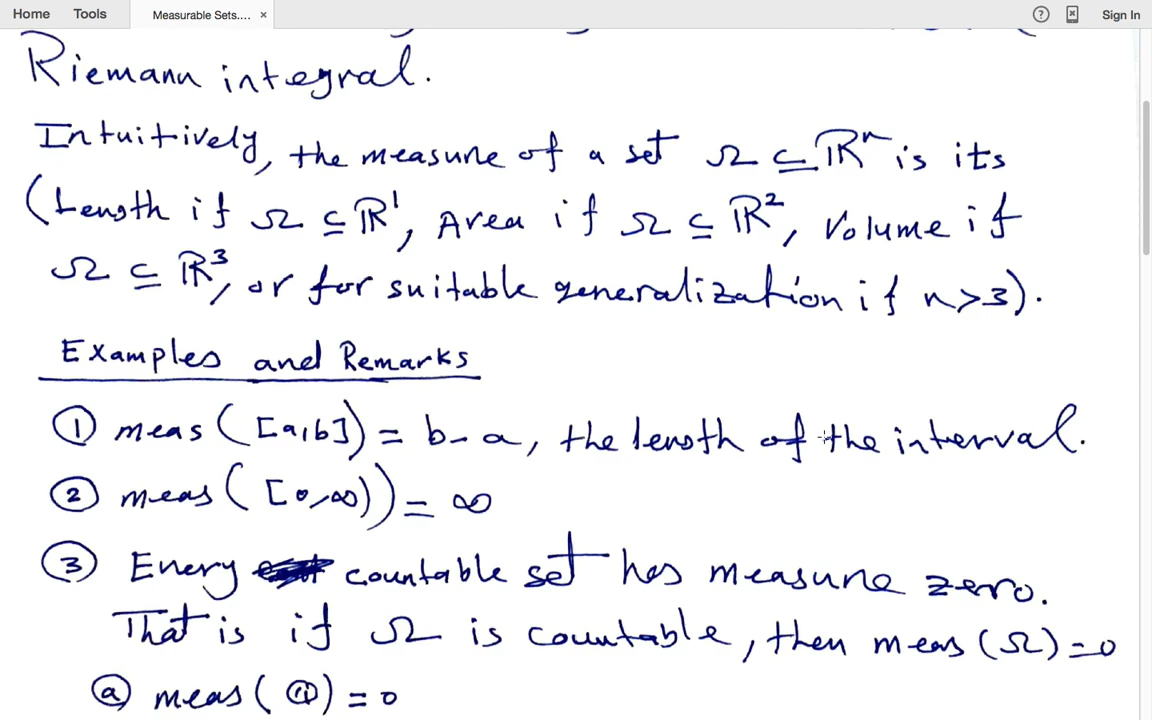 Home Tools Measurable Sets.... × ? Sign In
Riemann integral.
Intuitively, the measure of a set Ω ⊆ ℝⁿ is its
(Length if Ω ⊆ ℝ¹, Area if Ω ⊆ ℝ², Volume if
Ω ⊆ ℝ³, or for suitable generalization if n>3).
Examples and Remarks
① meas([a,b]) = b-a, the length of the interval.
② meas([0,∞)) = ∞
③ Every countable set has measure zero.
That is if Ω is countable, then meas(Ω)=0
ⓐ meas(ℚ) = 0